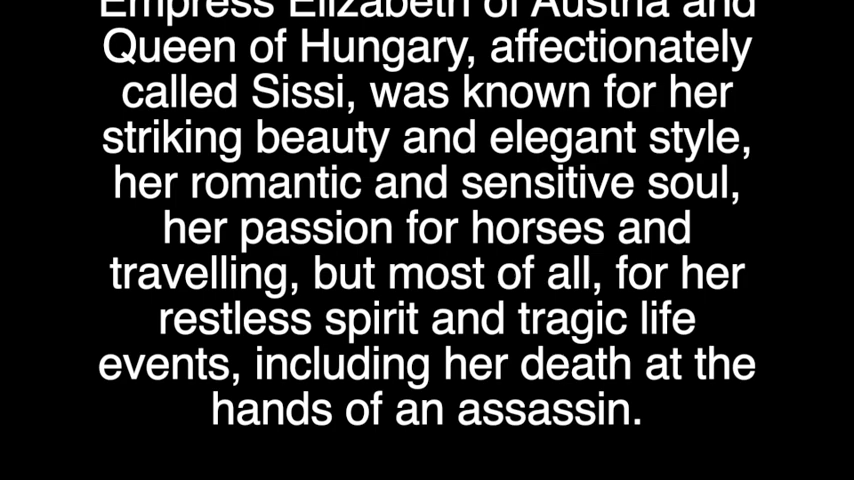 Empress Elizabeth of Austria and
Queen of Hungary, affectionately
called Sissi, was known for her
striking beauty and elegant style,
her romantic and sensitive soul,
her passion for horses and
travelling, but most of all, for her
restless spirit and tragic life
events, including her death at the
hands of an assassin.